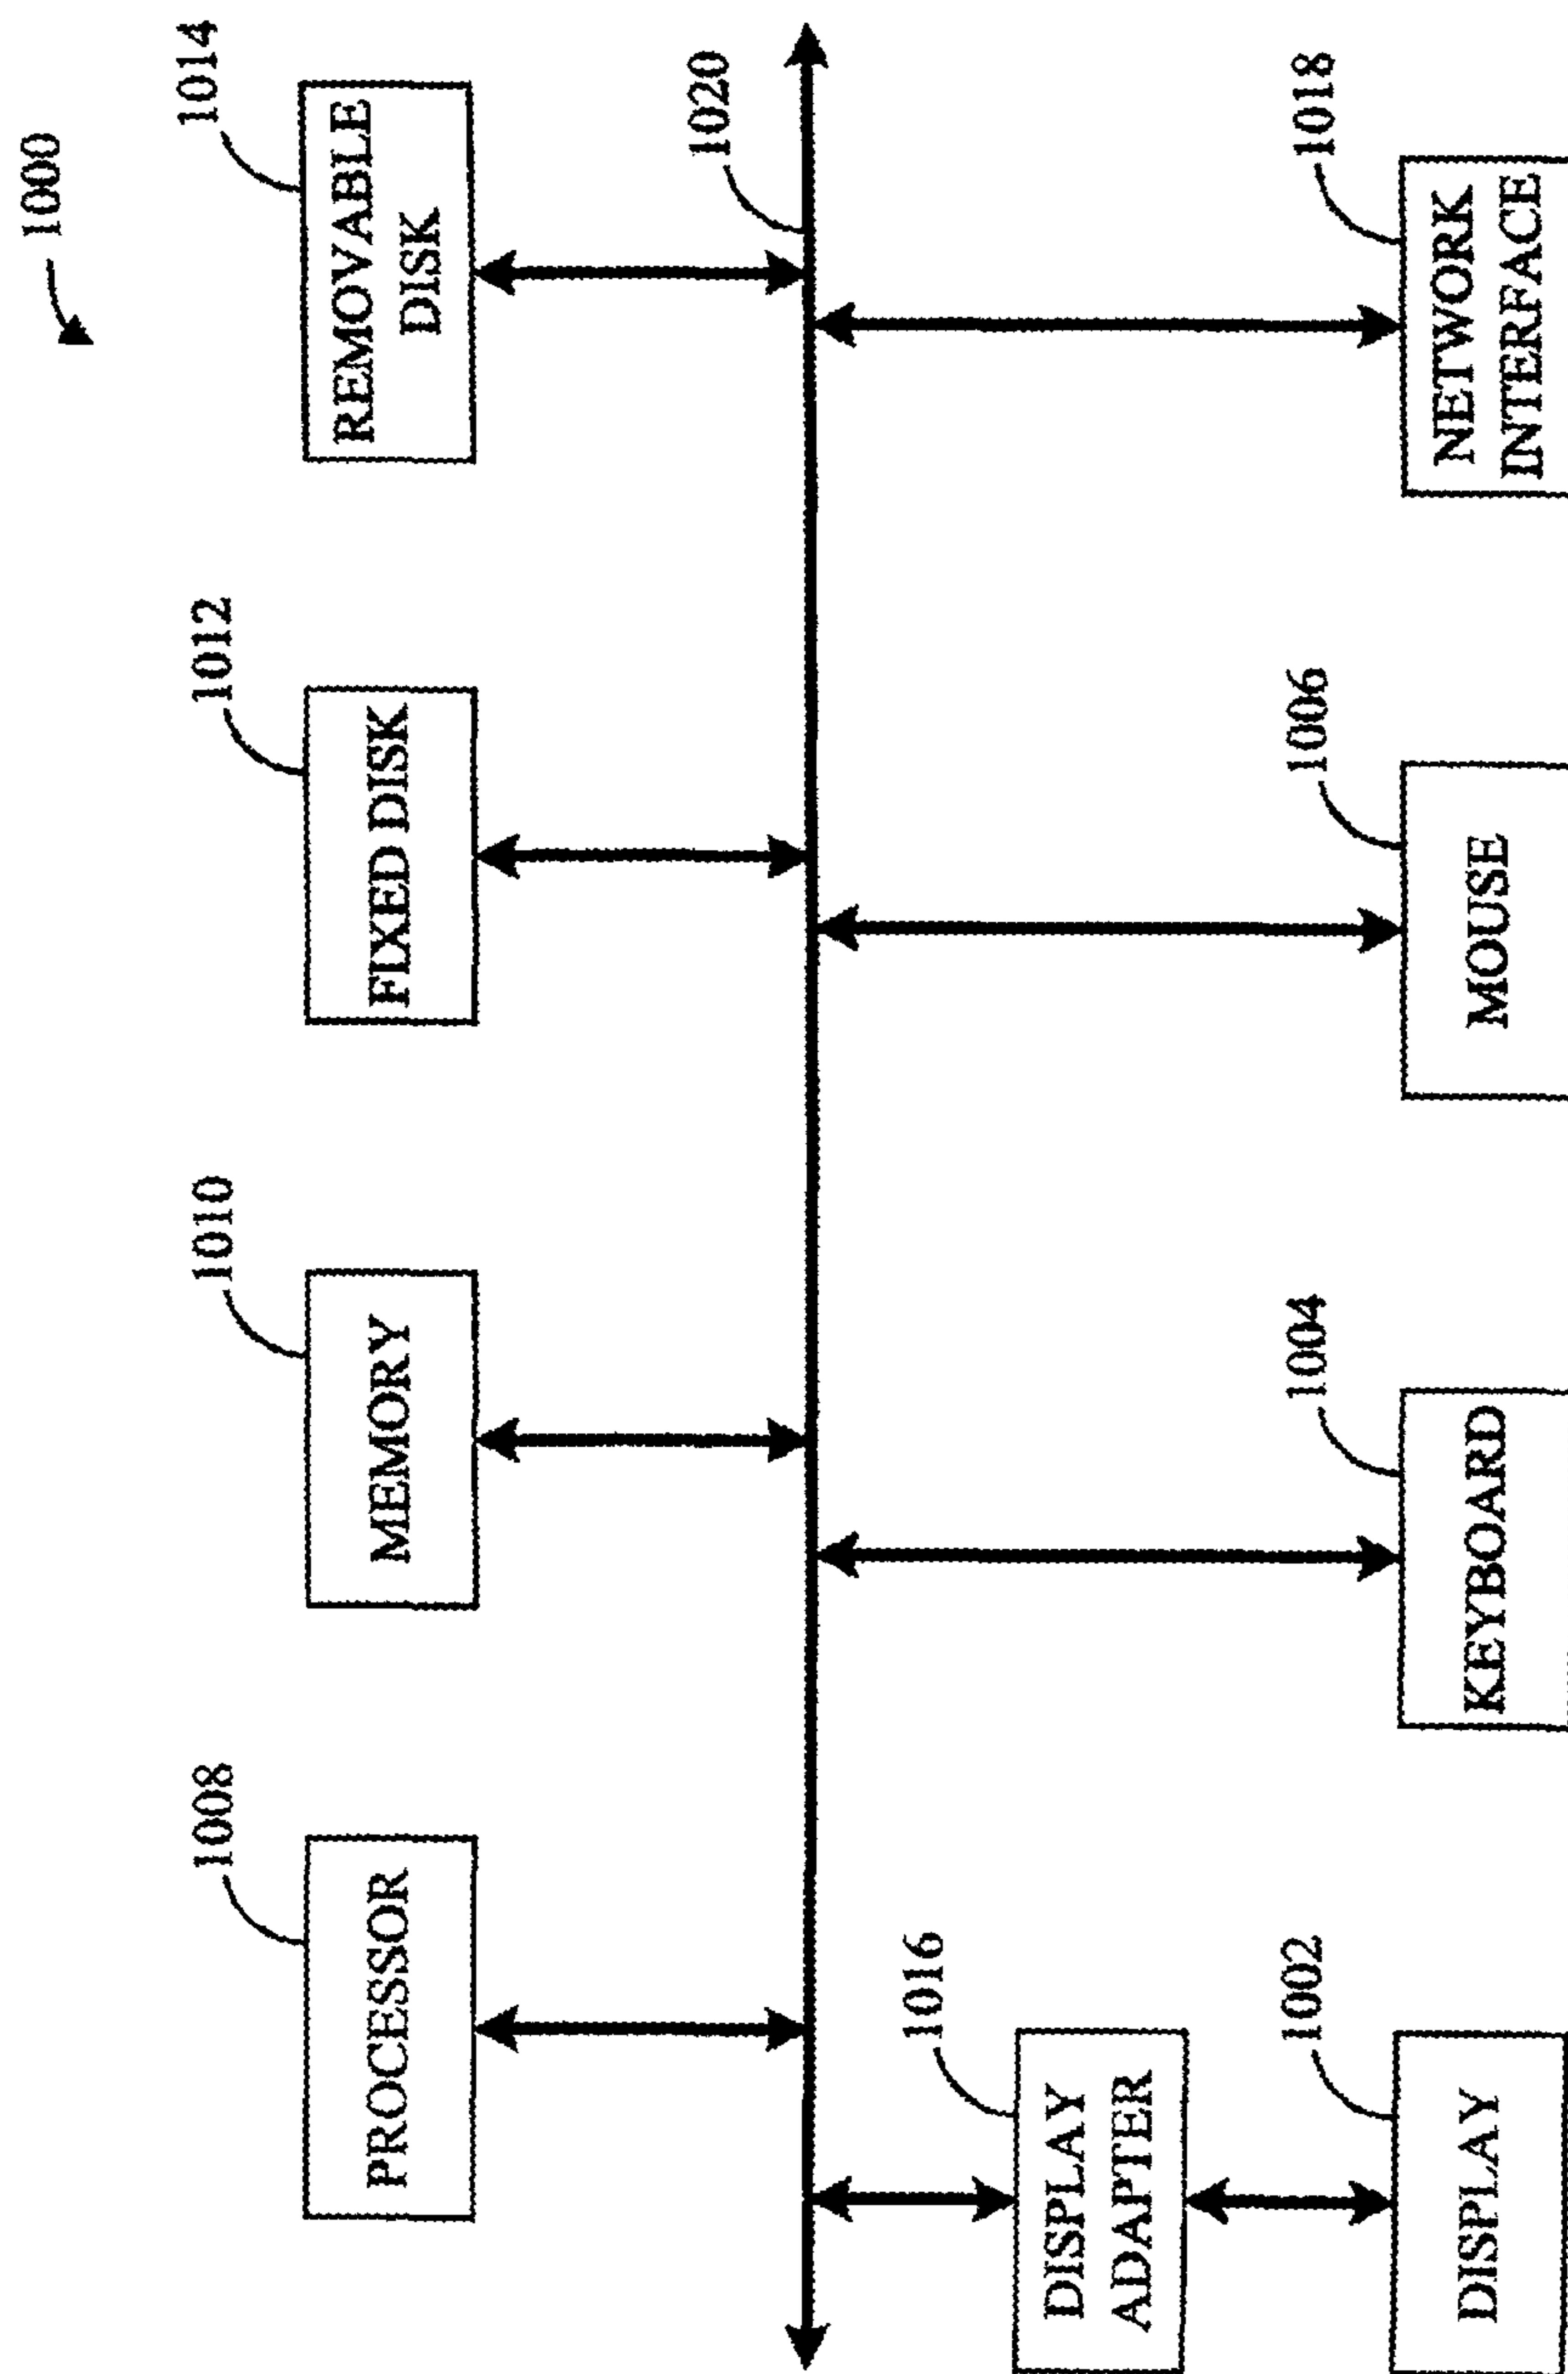 1000
1008
PROCESSOR
1010
MEMORY
1012
FIXED DISK
1014
REMOVABLE
DISK
1020
1016
DISPLAY
ADAPTER
1002
DISPLAY
1004
KEYBOARD
1006
MOUSE
1018
NETWORK
INTERFACE